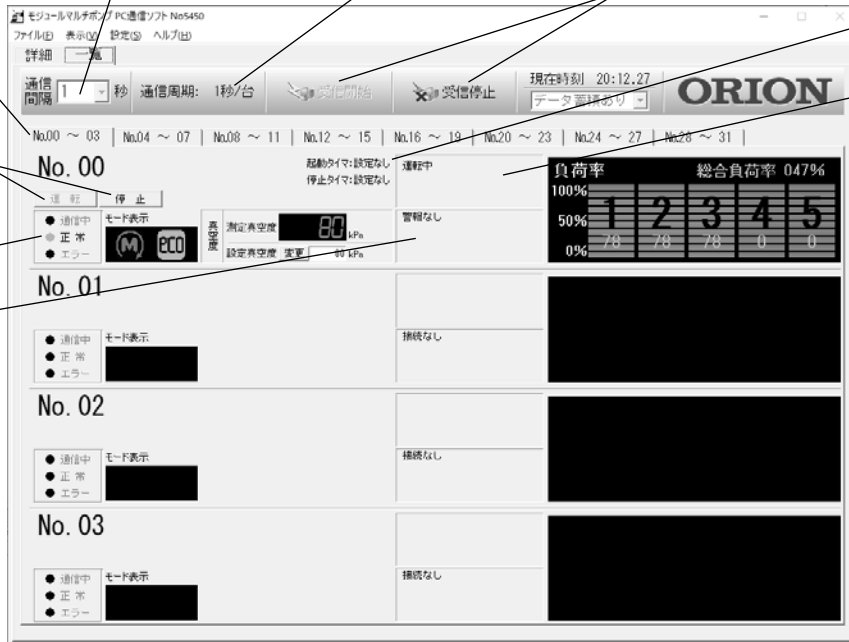 モジュールマルチポンプ PC通信ソフト No5450
ファイル(F) 表示(V) 設定(S) ヘルプ(H)
詳細 一覧
通信間隔 1 秒 通信周期: 1秒/台 受信開始 受信停止 現在時刻 20:12.27 データ蓄積あり ORION
No.00 ～ 03 No.04 ～ 07 No.08 ～ 11 No.12 ～ 15 No.16 ～ 19 No.20 ～ 23 No.24 ～ 27 No.28 ～ 31
No. 00
起動タイマ:設定なし
停止タイマ:設定なし
運転 停止
通信中
正常
エラー
モード表示
M eco
真空度
測定真空度 80 kPa
設定真空度 変更 80 kPa
運転中
警報なし
負荷率 総合負荷率 047%
100%
50%
0%
1 2 3 4 5
78 78 78 0 0
No. 01
通信中
正常
エラー
モード表示
接続なし
No. 02
通信中
正常
エラー
モード表示
接続なし
No. 03
通信中
正常
エラー
モード表示
接続なし